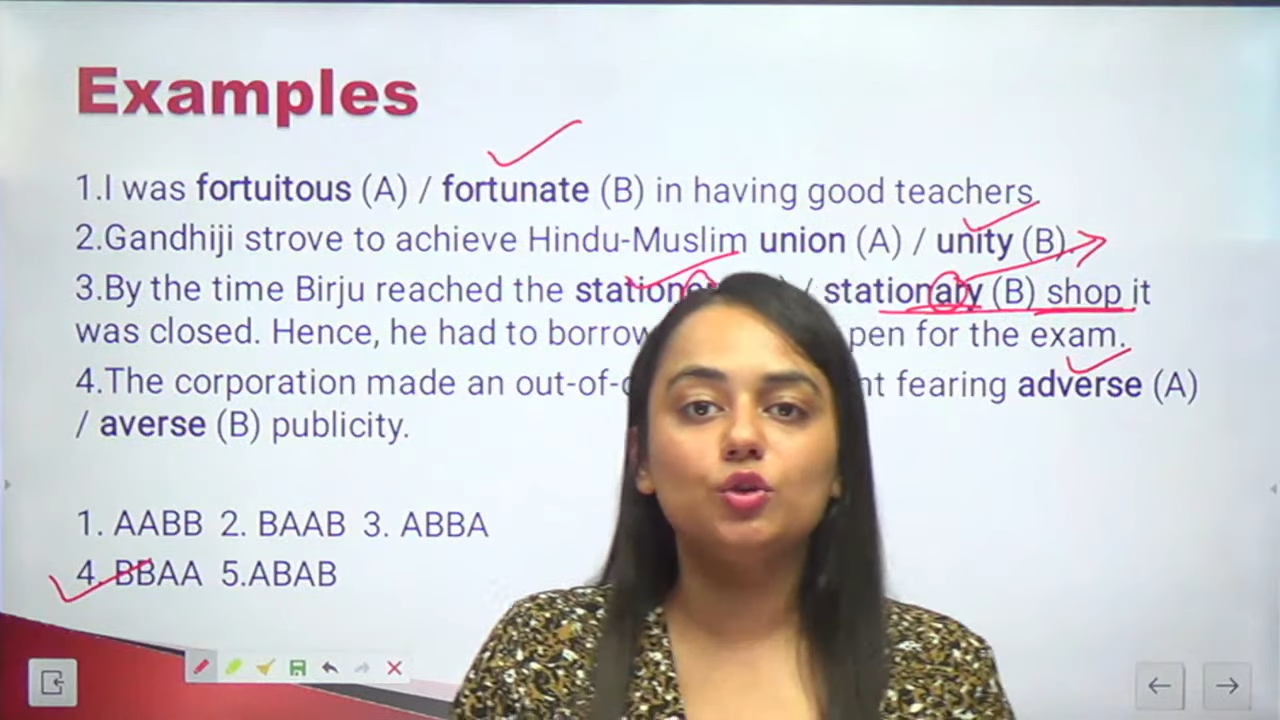 Examples
1.I was fortuitous (A) / fortunate (B) in having good teachers
2.Gandhiji strove to achieve Hindu-Muslim union (A) / unity (B).
3.By the time Birju reached the / stationary (B) shop it
was closed. Hence, he had to borrow pen for the exam.
4.The corporation made an fearing adverse (A)
/ averse (B) publicity.
1. AABB 2. BAAB 3. ABBA
4. BBAA 5.ABAB